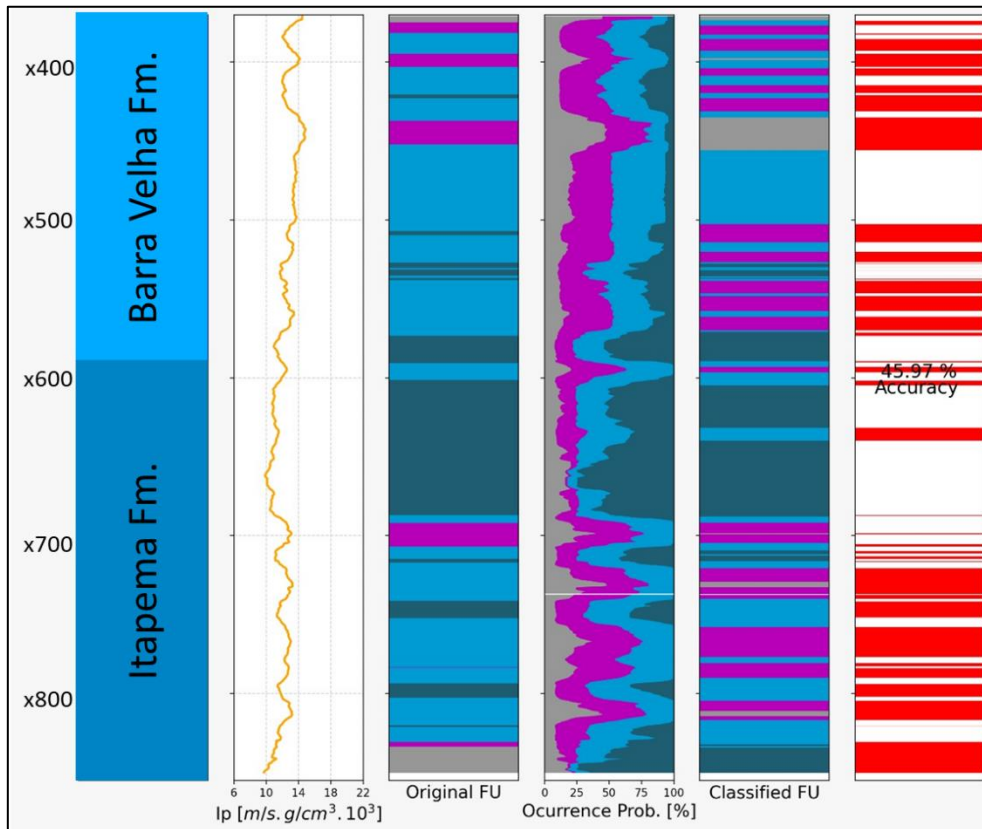 Barra Velha Fm.
Itapema Fm.
x400
x500
x600
x700
x800
45.97 %
Accuracy
6 10 14 18 22
Ip [m/s.g/cm³.10³]
Original FU
0 25 50 75 100
Ocurrence Prob. [%]
Classified FU